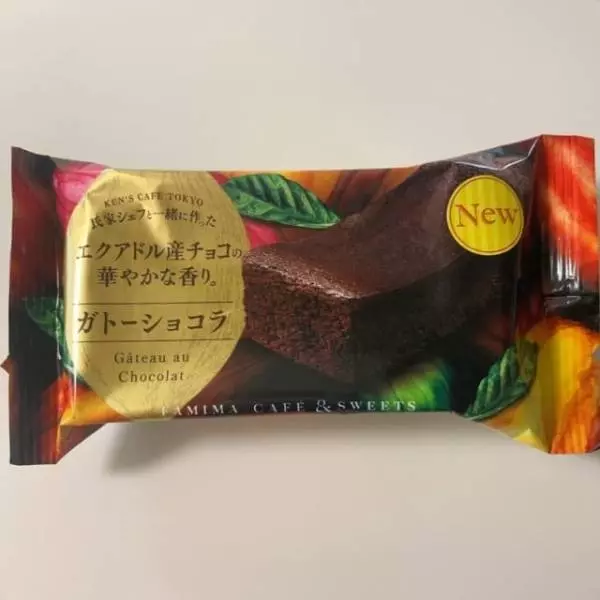 KEN'S CAFE TOKYO
氏家シェフと一緒に作った
エクアドル産チョコの
華やかな香り。
ガトーショコラ
Gâteau au
Chocolat
New
FAMIMA CAFÉ & SWEETS